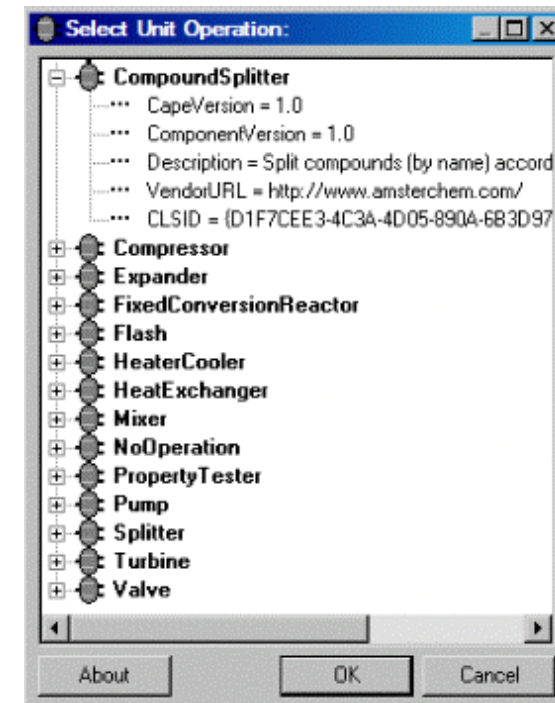 Select Unit Operation:
CompoundSplitter
CapeVersion = 1.0
ComponentVersion = 1.0
Description = Split compounds (by name) accord
VendorURL = http://www.amsterchem.com/
CLSID = {D1F7CEE3-4C3A-4D05-890A-6B3D97
Compressor
Expander
FixedConversionReactor
Flash
HeaterCooler
HeatExchanger
Mixer
NoOperation
PropertyTester
Pump
Splitter
Turbine
Valve
About OK Cancel